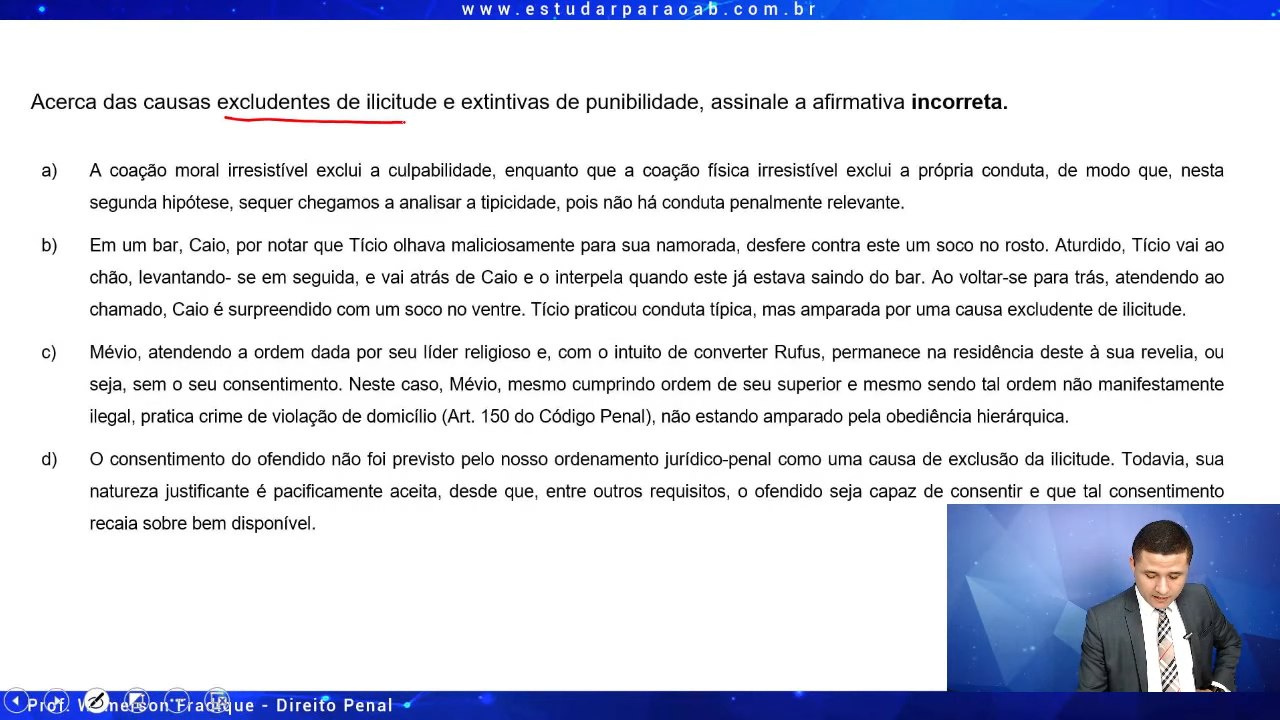 www.estudarparaoab.com.br
Acerca das causas excludentes de ilicitude e extintivas de punibilidade, assinale a afirmativa incorreta.
a) A coação moral irresistível exclui a culpabilidade, enquanto que a coação física irresistível exclui a própria conduta, de modo que, nesta
segunda hipótese, sequer chegamos a analisar a tipicidade, pois não há conduta penalmente relevante.
b) Em um bar, Caio, por notar que Tício olhava maliciosamente para sua namorada, desfere contra este um soco no rosto. Aturdido, Tício vai ao
chão, levantando- se em seguida, e vai atrás de Caio e o interpela quando este já estava saindo do bar. Ao voltar-se para trás, atendendo ao
chamado, Caio é surpreendido com um soco no ventre. Tício praticou conduta típica, mas amparada por uma causa excludente de ilicitude.
c) Mévio, atendendo a ordem dada por seu líder religioso e, com o intuito de converter Rufus, permanece na residência deste à sua revelia, ou
seja, sem o seu consentimento. Neste caso, Mévio, mesmo cumprindo ordem de seu superior e mesmo sendo tal ordem não manifestamente
ilegal, pratica crime de violação de domicílio (Art. 150 do Código Penal), não estando amparado pela obediência hierárquica.
d) O consentimento do ofendido não foi previsto pelo nosso ordenamento jurídico-penal como uma causa de exclusão da ilicitude. Todavia, sua
natureza justificante é pacificamente aceita, desde que, entre outros requisitos, o ofendido seja capaz de consentir e que tal consentimento
recaia sobre bem disponível.
Prof. - Direito Penal